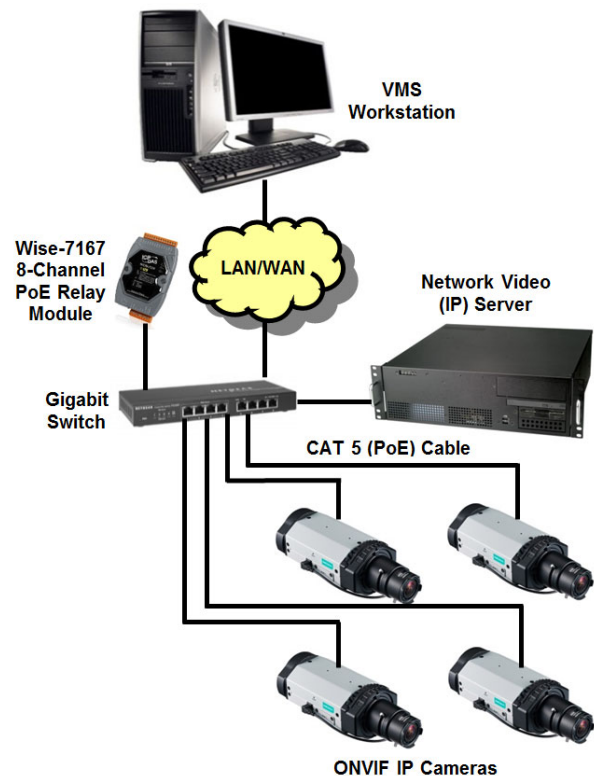 VMS
Workstation
Wise-7167
8-Channel
PoE Relay
Module
LAN/WAN
Network Video
(IP) Server
Gigabit
Switch
NETGEAR
CAT 5 (PoE) Cable
ONVIF IP Cameras